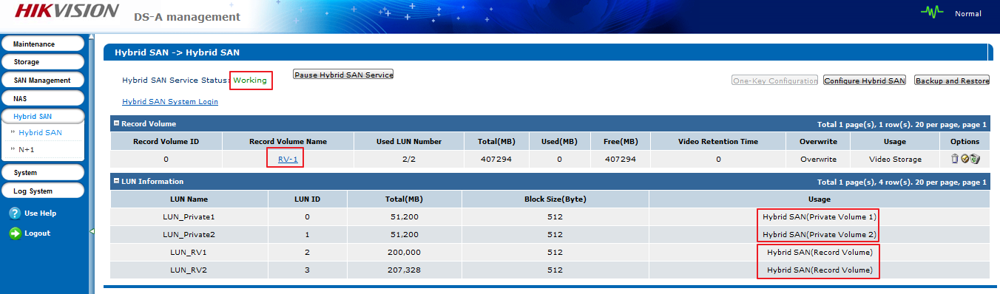 HIKVISION DS-A management Normal
Maintenance
Storage
SAN Management
NAS
Hybrid SAN
Hybrid SAN
N+1
System
Log System
Use Help
Logout
Hybrid SAN -> Hybrid SAN
Hybrid SAN Service Status: Working Pause Hybrid SAN Service One-Key Configuration Configure Hybrid SAN Backup and Restore
Hybrid SAN System Login
Record Volume Total 1 page(s), 1 row(s). 20 per page, page 1
Record Volume ID Record Volume Name Used LUN Number Total(MB) Used(MB) Free(MB) Video Retention Time Overwrite Usage Options
0 RV-1 2/2 407294 0 407294 0 Overwrite Video Storage
LUN Information Total 1 page(s), 4 row(s). 20 per page, page 1
LUN Name LUN ID Total(MB) Block Size(Byte) Usage
LUN_Private1 0 51,200 512 Hybrid SAN(Private Volume 1)
LUN_Private2 1 51,200 512 Hybrid SAN(Private Volume 2)
LUN_RV1 2 200,000 512 Hybrid SAN(Record Volume)
LUN_RV2 3 207,328 512 Hybrid SAN(Record Volume)